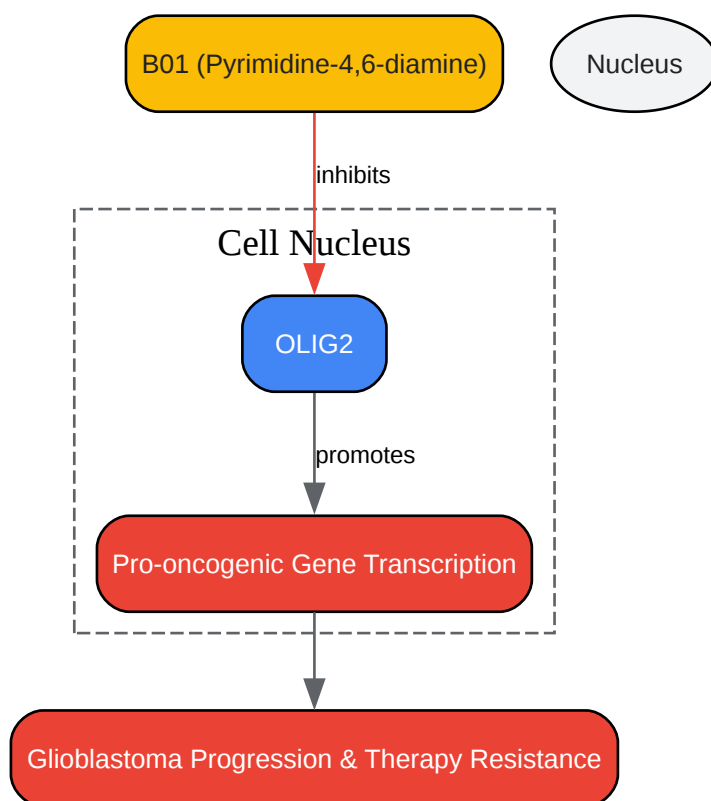 B01 (Pyrimidine-4,6-diamine)
Nucleus
inhibits
Cell Nucleus
OLIG2
promotes
Pro-oncogenic Gene Transcription
Glioblastoma Progression & Therapy Resistance